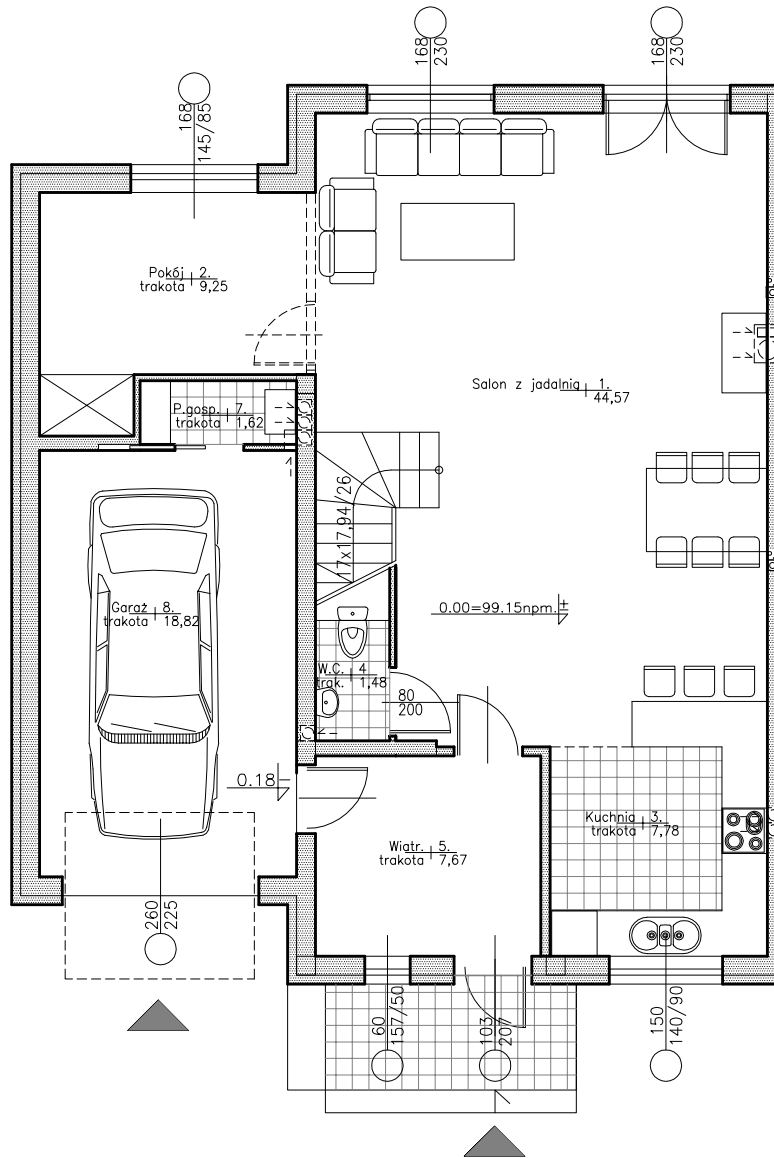 168
230
168
230
168
145/85
Pokój 2.
trakota 9,25
Salon z jadalnią 1.
44,57
P.gosp. 7.
trakota 1,62
17x17,94/26
Garaż 8.
trakota 18,82
0.00=99.15npm. ±
W.C. 4.
trak. 1,48
80
200
0.18 −
Kuchnia 3.
trakota 7,78
Wiatr. 5.
trakota 7,67
260
225
60
157/50
103
207
150
140/90